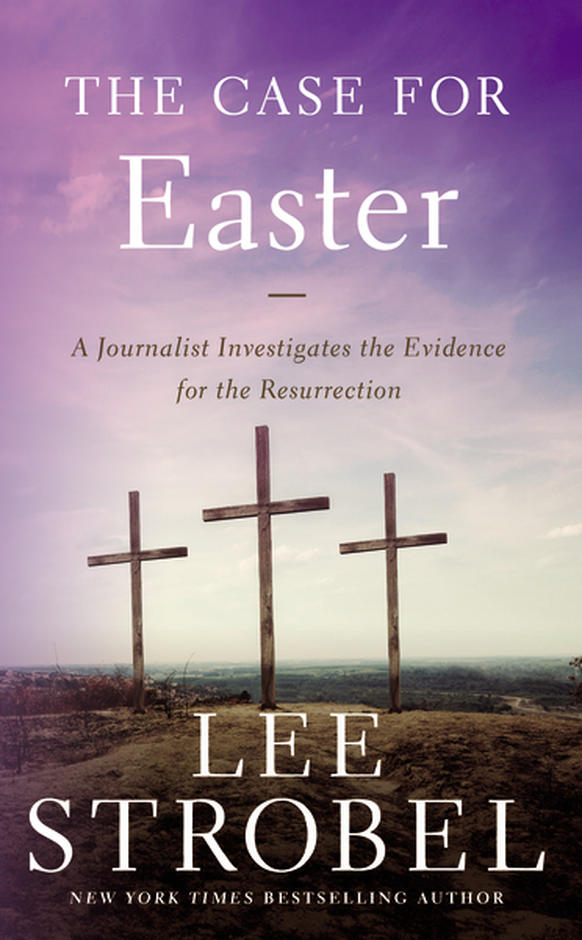 THE CASE FOR
Easter
A Journalist Investigates the Evidence
for the Resurrection
LEE
STROBEL
NEW YORK TIMES BESTSELLING AUTHOR